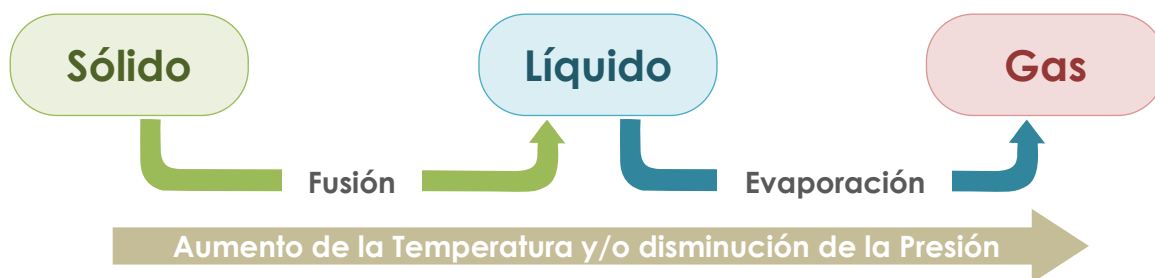 Sólido
Líquido
Gas
Fusión
Evaporación
Aumento de la Temperatura y/o disminución de la Presión